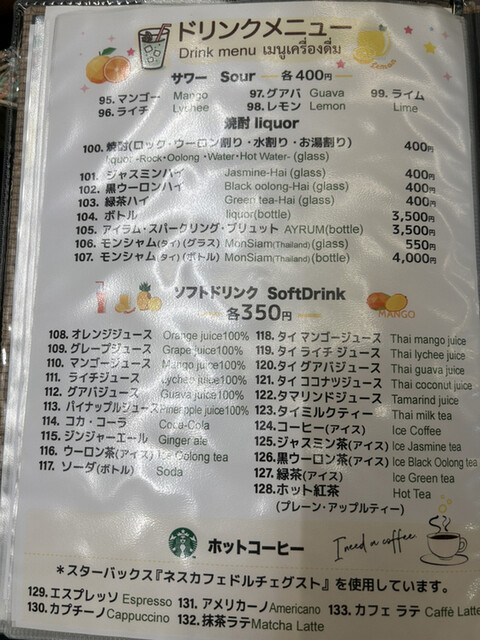 ドリンクメニュー
Drink menu เมนูเครื่องดื่ม
Lemon
サワー Sour 各400円
95. マンゴー Mango 97. グアバ Guava 99. ライム
96. ライチ Lychee 98. レモン Lemon Lime
焼酎 liquor
100. 焼酎(ロック・ウーロン割り・水割り・お湯割り) 400円
liquor・Rock・Oolong・Water・Hot Water- (glass)
101. ジャスミンハイ Jasmine-Hai (glass) 400円
102. 黒ウーロンハイ Black oolong-Hai (glass) 400円
103. 緑茶ハイ Green tea-Hai (glass) 400円
104. ボトル liquor(bottle) 3,500円
105. アイラム・スパークリング・ブリュット AYRUM(bottle) 3,500円
106. モンシャム(タイ)(グラス) MonSiam(Thailand)(glass) 550円
107. モンシャム(タイ)(ボトル) MonSiam(Thailand)(bottle) 4,000円
ソフトドリンク SoftDrink
各350円
MANGO
108. オレンジジュース Orange juice100%
109. グレープジュース Grape juice100%
110. マンゴージュース Mango juice100%
111. ライチジュース Lychee juice100%
112. グアバジュース Guava juice100%
113. パイナップルジュース Pineapple juice100%
114. コカ・コーラ Coca-Cola
115. ジンジャーエール Ginger ale
116. ウーロン茶(アイス) Ice Oolong tea
117. ソーダ(ボトル) Soda
118. タイ マンゴージュース Thai mango juice
119. タイ ライチ ジュース Thai lychee juice
120. タイ グアバジュース Thai guava juice
121. タイ ココナッツジュース Thai coconut juice
122. タマリンドジュース Tamarind juice
123. タイミルクティー Thai milk tea
124. コーヒー(アイス) Ice Coffee
125. ジャスミン茶(アイス) Ice Jasmine tea
126. 黒ウーロン茶(アイス) Ice Black Oolong tea
127. 緑茶(アイス) Ice Green tea
128. ホット紅茶 Hot Tea
(プレーン・アップルティー)
ホットコーヒー
I need a coffee
＊スターバックス『ネスカフェドルチェグスト』を使用しています。
129. エスプレッソ Espresso 131. アメリカーノ Americano 133. カフェ ラテ Caffè Latte
130. カプチーノ Cappuccino 132. 抹茶ラテ Matcha Latte